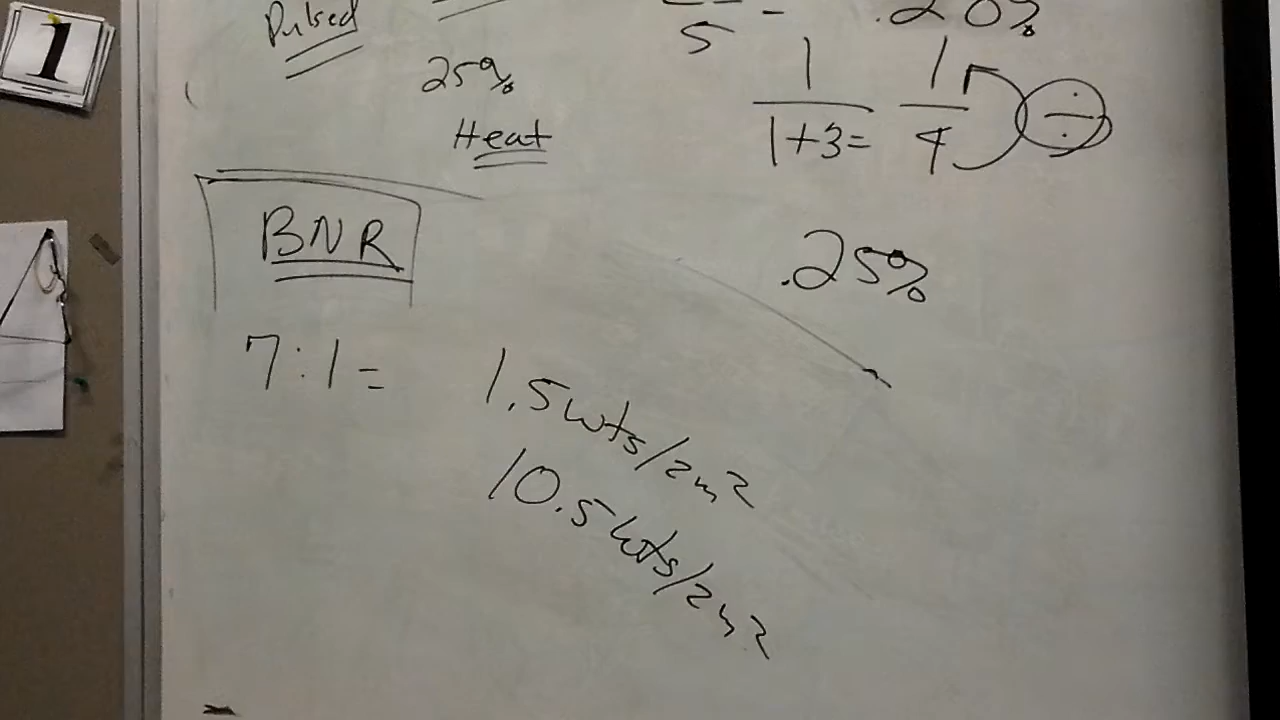 1
Pulsed
25%
Heat
5 - .20%
1 1
1+3= 4 ÷
BNR
.25%
7:1=
1.5wts/cm2
10.5wts/cm2